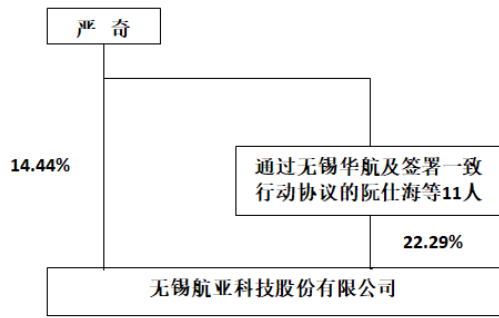 严 奇
14.44%
通过无锡华航及签署一致
行动协议的阮仕海等11人
22.29%
无锡航亚科技股份有限公司